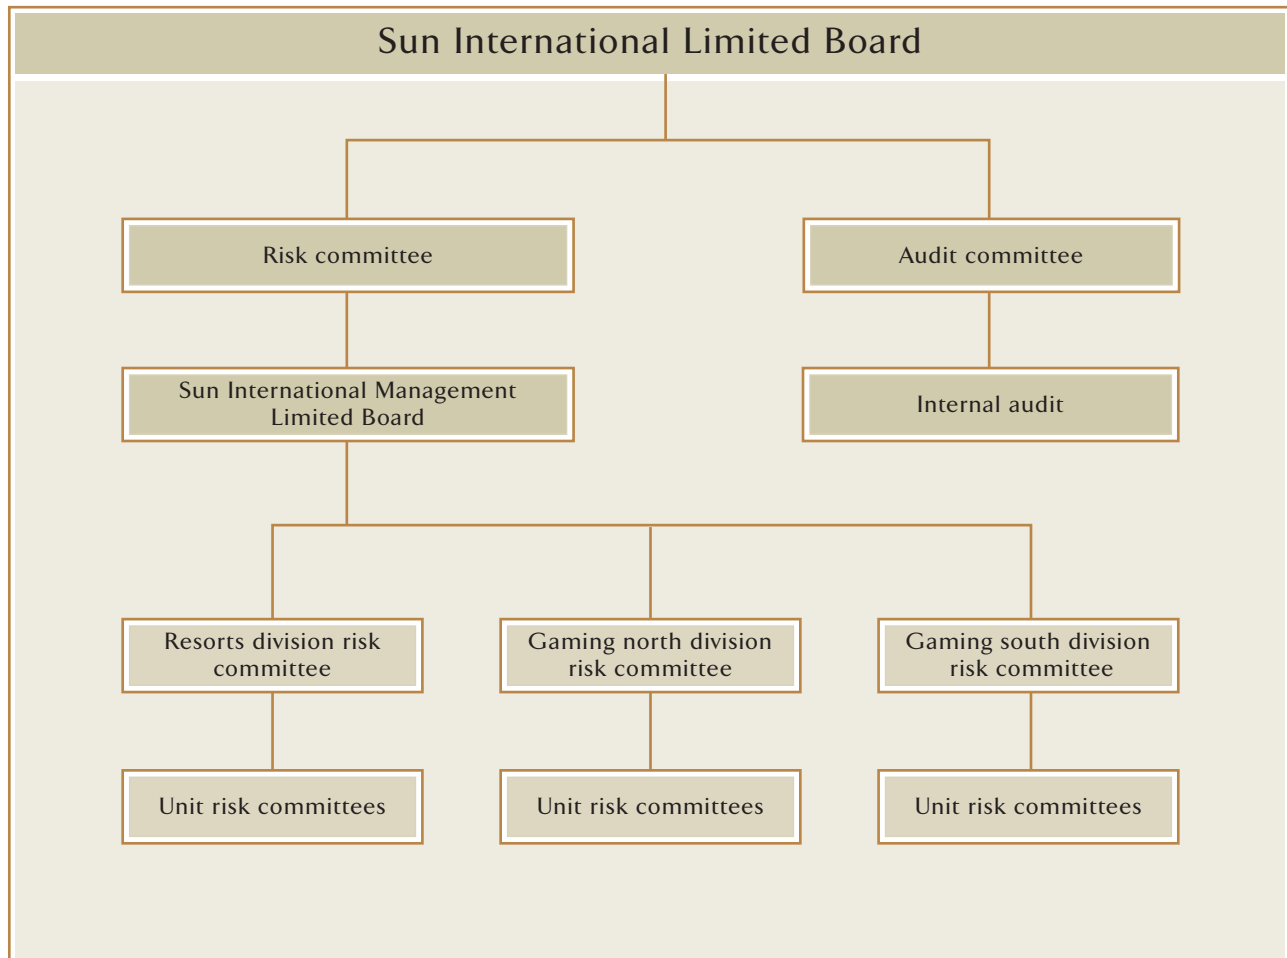 Sun International Limited Board
Risk committee
Audit committee
Sun International Management
Limited Board
Internal audit
Resorts division risk
committee
Gaming north division
risk committee
Gaming south division
risk committee
Unit risk committees
Unit risk committees
Unit risk committees